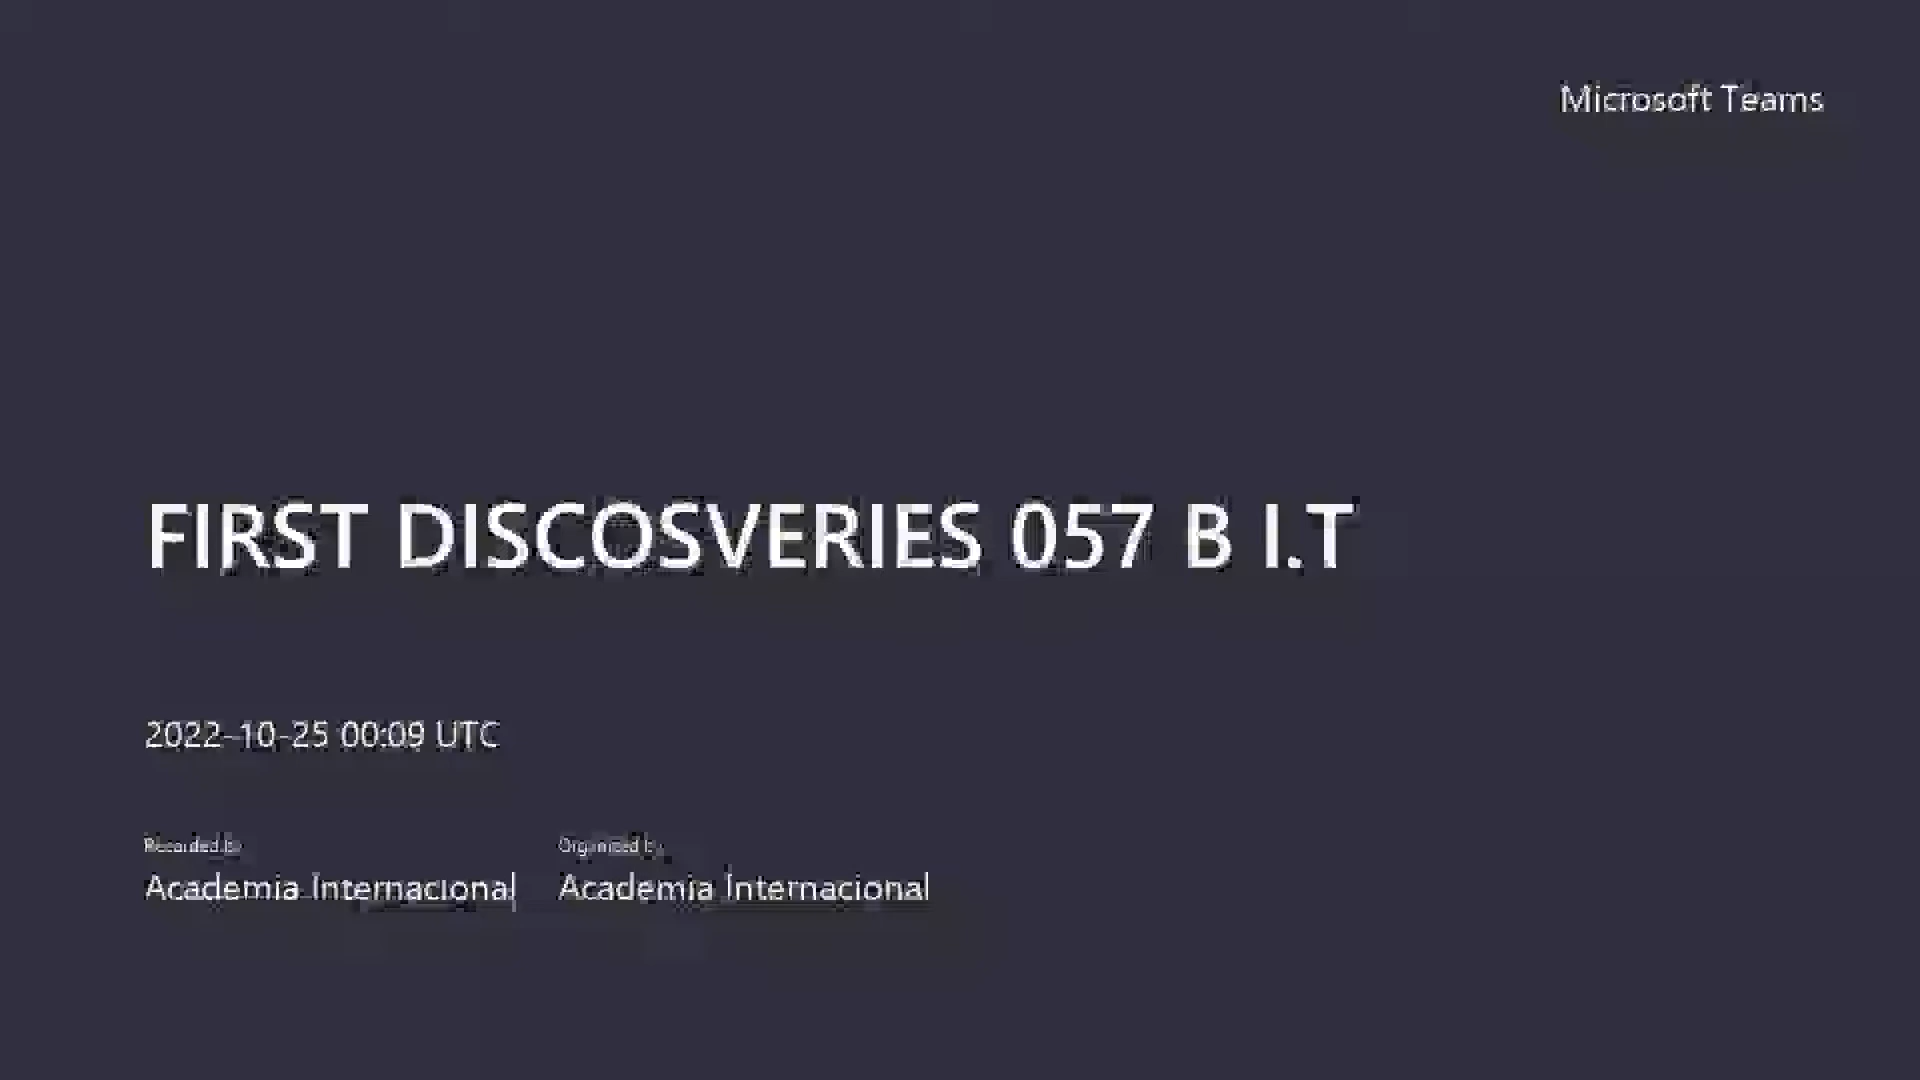 Microsoft Teams
FIRST DISCOSVERIES 057 B I.T
2022-10-25 00:09 UTC
Recorded by Organized by
Academia Internacional Academia Internacional